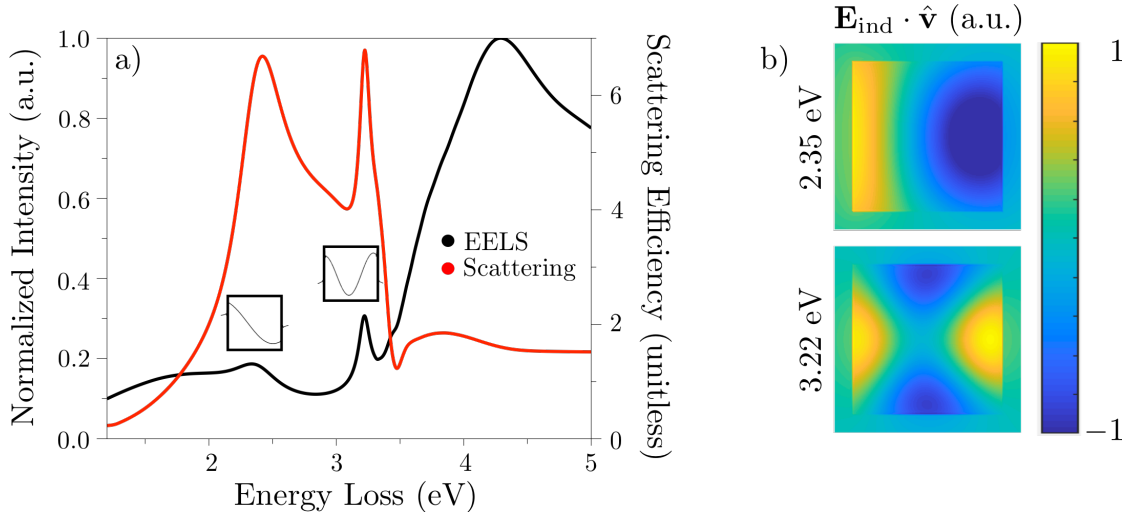 a)
Normalized Intensity (a.u.)
1.0
0.8
0.6
0.4
0.2
0.0
2
3
4
5
Energy Loss (eV)
EELS
Scattering
6
4
2
0
Scattering Efficiency (unitless)
b)
E_ind · v̂ (a.u.)
2.35 eV
3.22 eV
1
−1